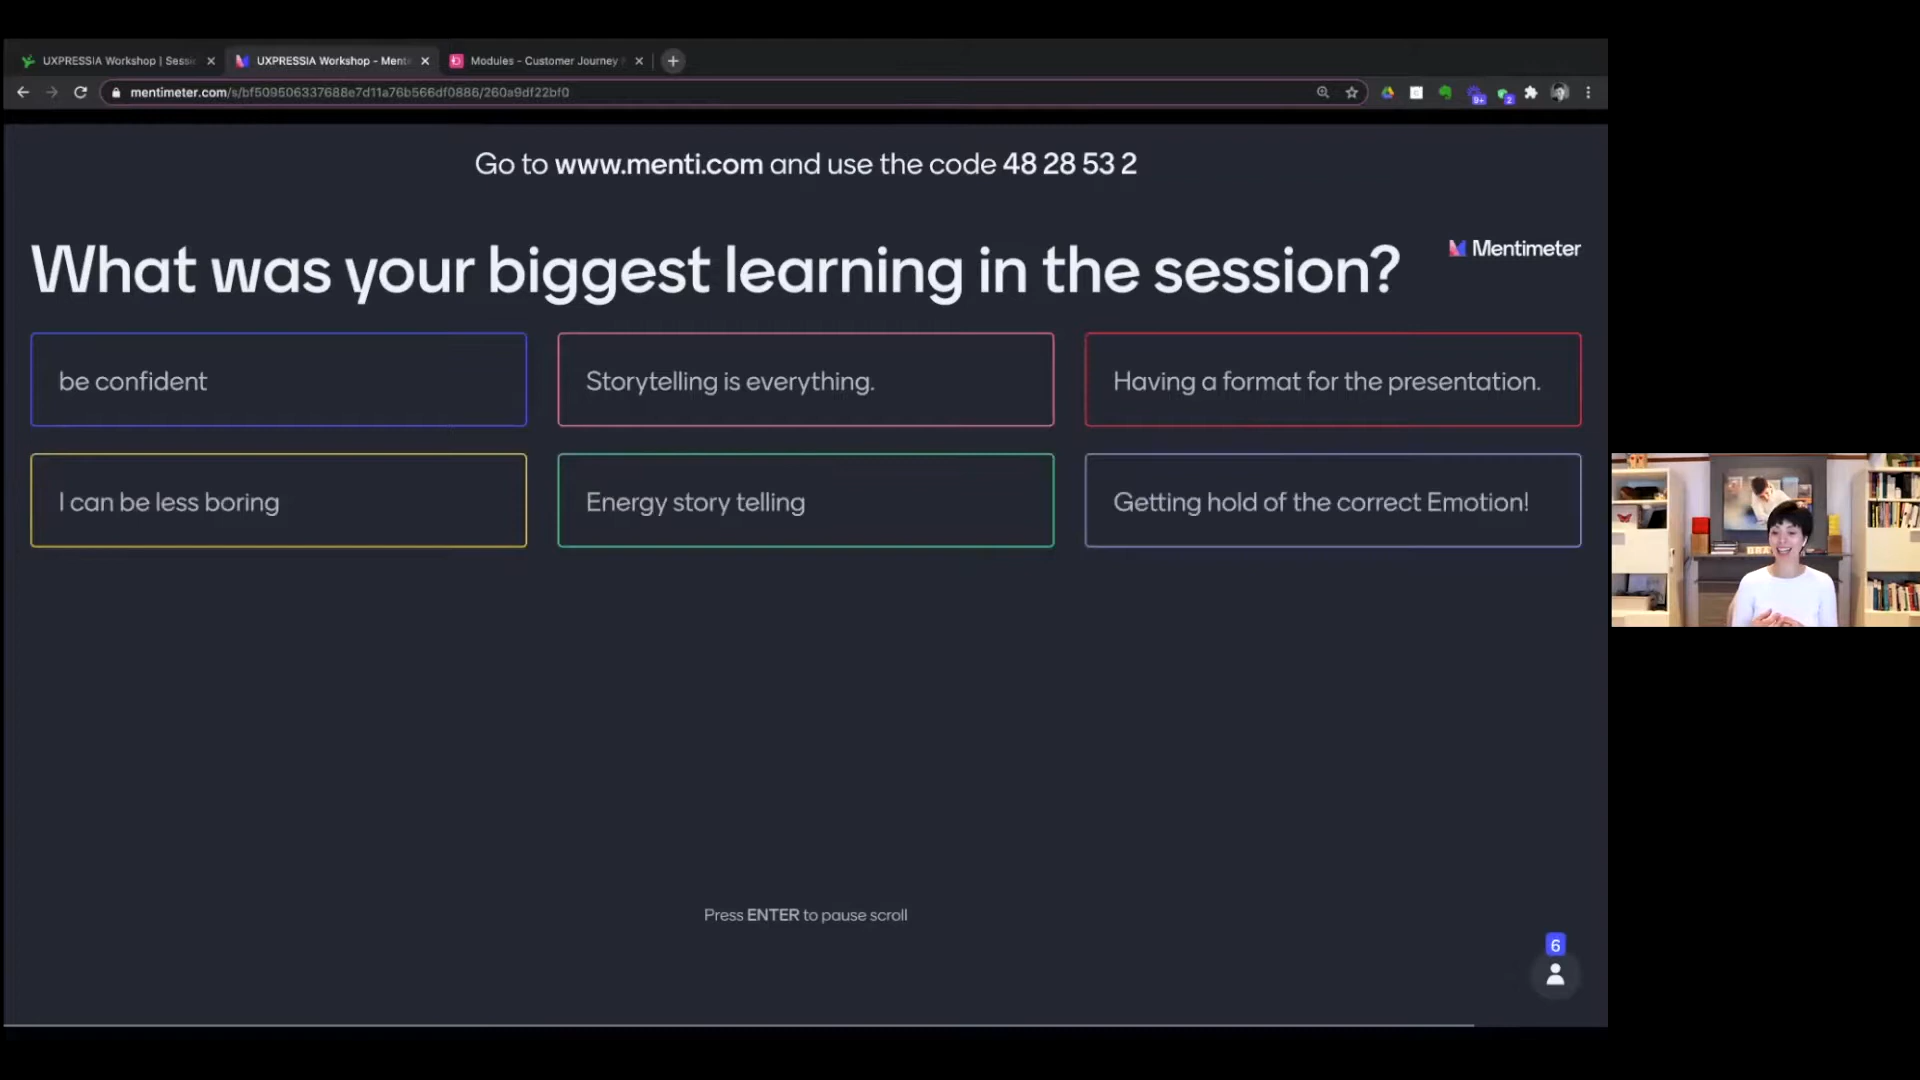 UXPRESSIA Workshop | Sessi
UXPRESSIA Workshop - Menti
Modules - Customer Journey
mentimeter.com/s/bf509506337688e7d11a76b566df0886/260a9df22bf0
9+
2
Go to www.menti.com and use the code 48 28 53 2
What was your biggest learning in the session?
Mentimeter
be confident
Storytelling is everything.
Having a format for the presentation.
I can be less boring
Energy story telling
Getting hold of the correct Emotion!
Press ENTER to pause scroll
6